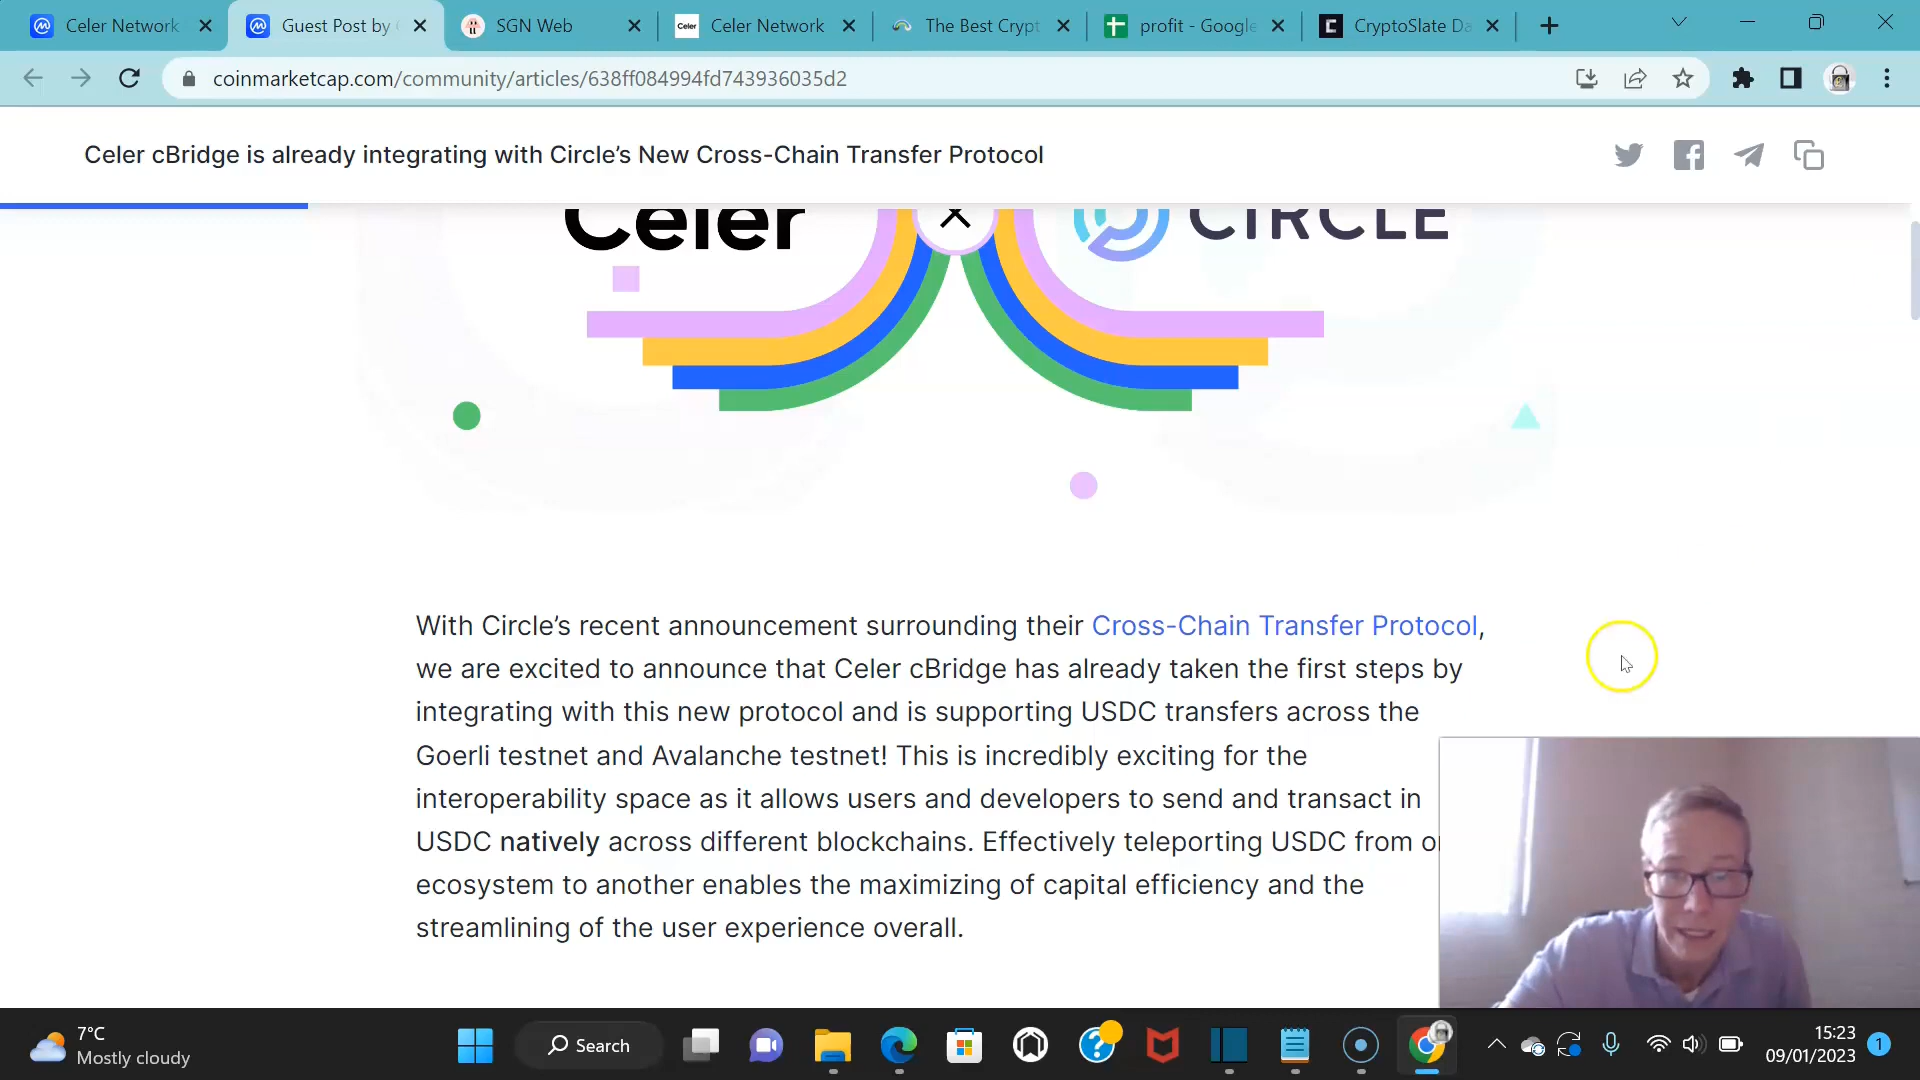 Celer Network
Guest Post by
SGN Web
Celer
Celer Network
The Best Crypt
profit - Google
CryptoSlate Da
coinmarketcap.com/community/articles/638ff084994fd743936035d2
Celer cBridge is already integrating with Circle’s New Cross-Chain Transfer Protocol
Celer
CIRCLE
With Circle’s recent announcement surrounding their Cross-Chain Transfer Protocol,
we are excited to announce that Celer cBridge has already taken the first steps by
integrating with this new protocol and is supporting USDC transfers across the
Goerli testnet and Avalanche testnet! This is incredibly exciting for the
interoperability space as it allows users and developers to send and transact in
USDC natively across different blockchains. Effectively teleporting USDC from
ecosystem to another enables the maximizing of capital efficiency and the
streamlining of the user experience overall.
7°C
Mostly cloudy
Search
15:23
09/01/2023
1